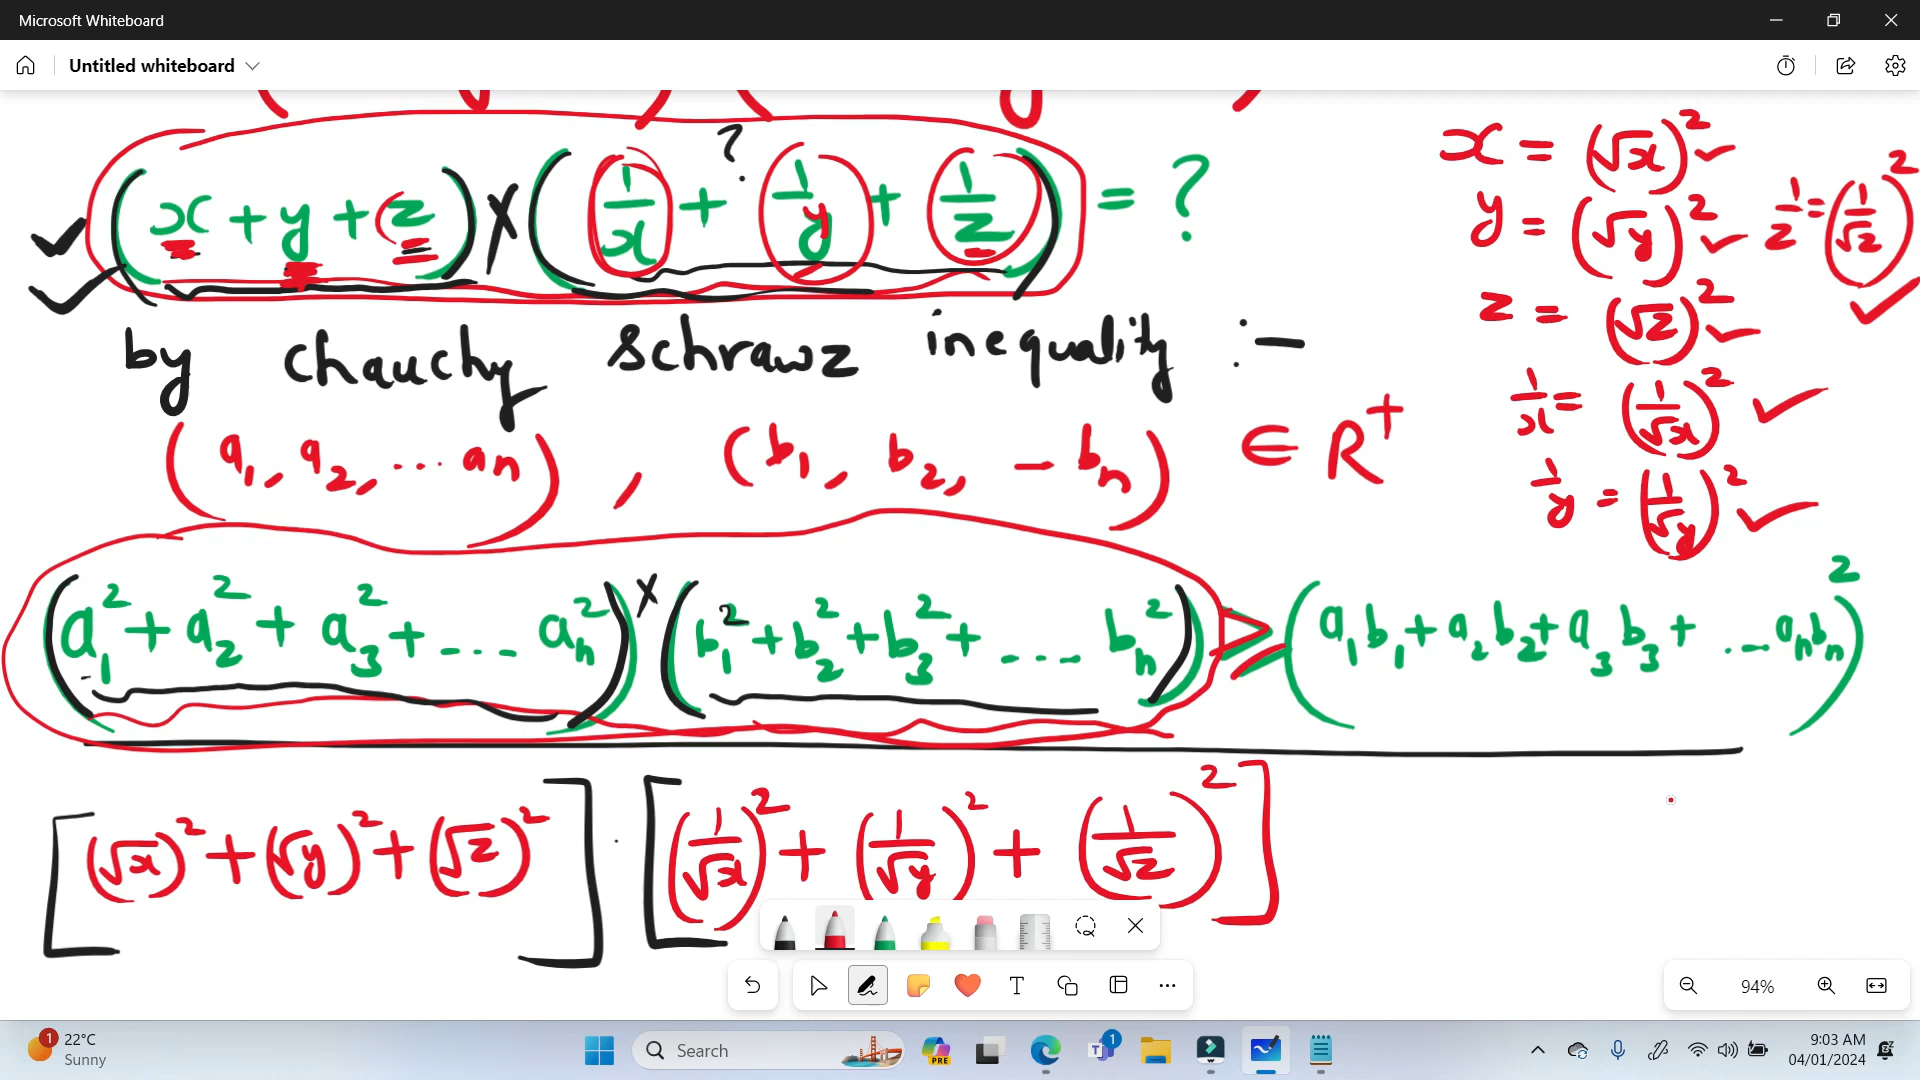 Microsoft Whiteboard
Untitled whiteboard
(x + y + z) × (1/x + 1/y + 1/z) = ?
?
x = (√x)²
y = (√y)²
1/z = (1/√z)²
z = (√z)²
1/x = (1/√x)²
1/y = (1/√y)²
by chauchy schrawz inequality :-
(a₁, a₂, ... an) , (b₁, b₂, - bn) ∈ R⁺
(a₁² + a₂² + a₃² + .... an²) × (b₁² + b₂² + b₃² + .... bn²) ≥ (a₁b₁ + a₂b₂ + a₃b₃ + ... anbn)²
[(√x)² + (√y)² + (√z)²] · [(1/√x)² + (1/√y)² + (1/√z)²]
94%
1
22°C
Sunny
Search
PRE
1
9:03 AM
04/01/2024